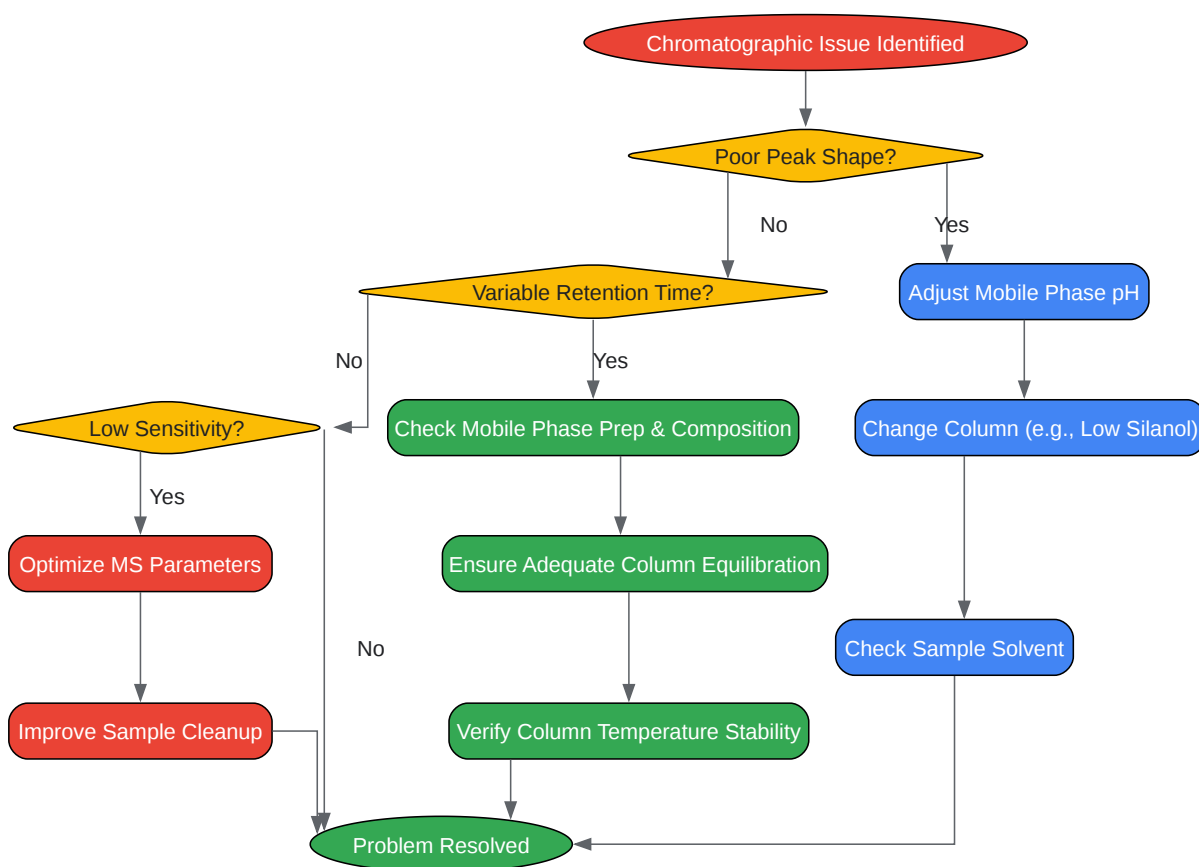 Chromatographic Issue Identified
Poor Peak Shape?
No
Yes
Variable Retention Time?
Adjust Mobile Phase pH
No
Yes
Low Sensitivity?
Check Mobile Phase Prep & Composition
Change Column (e.g., Low Silanol)
Yes
Optimize MS Parameters
Ensure Adequate Column Equilibration
No
Check Sample Solvent
Improve Sample Cleanup
Verify Column Temperature Stability
Problem Resolved